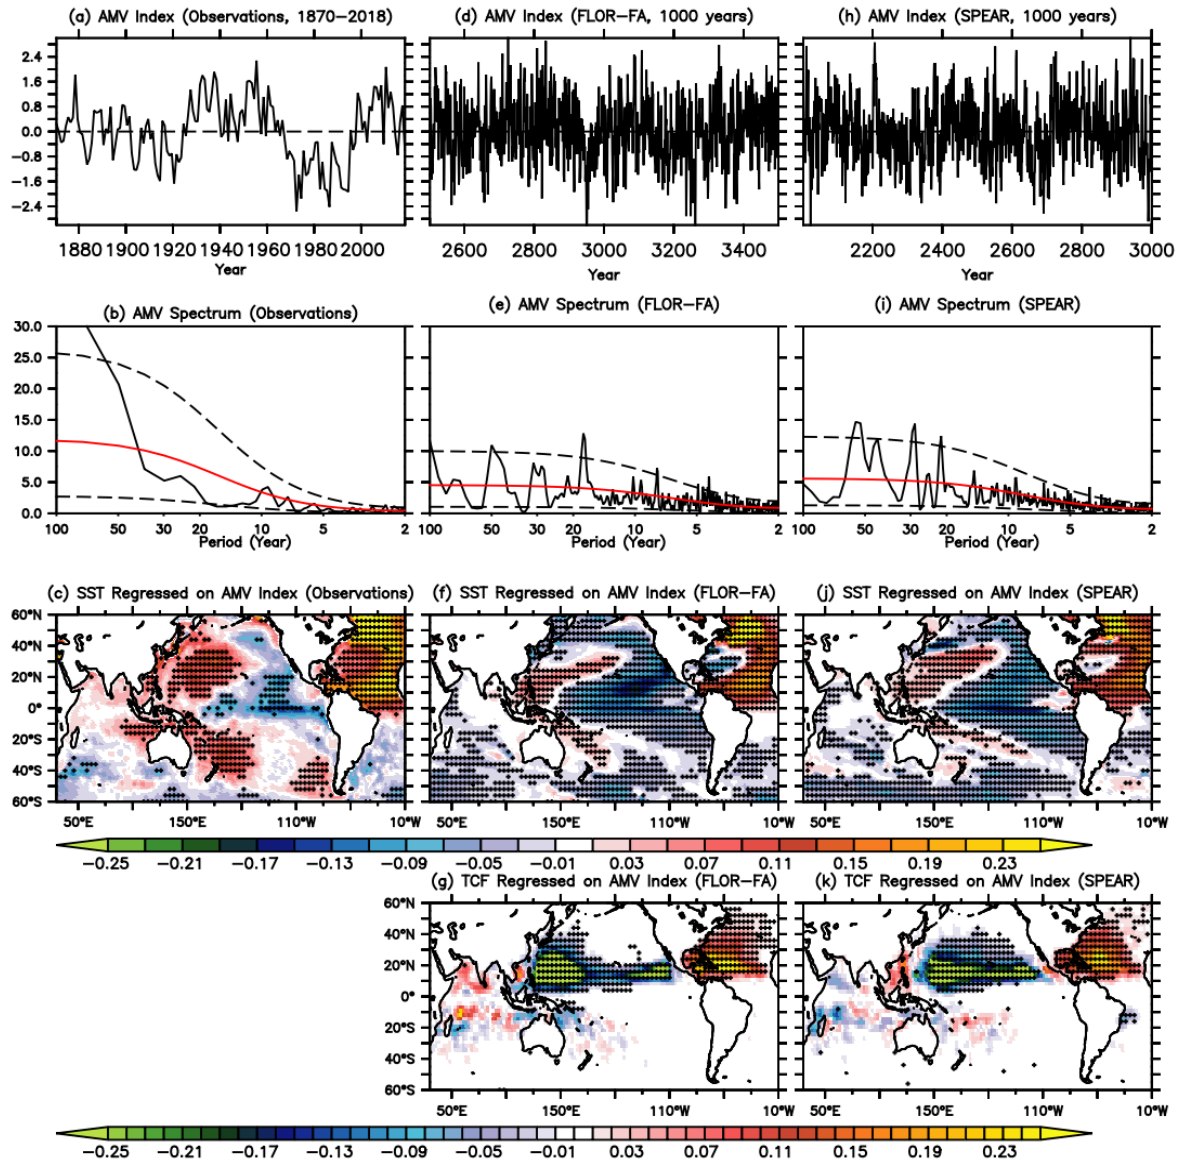 (a) AMV Index (Observations, 1870−2018)
(d) AMV Index (FLOR−FA, 1000 years)
(h) AMV Index (SPEAR, 1000 years)
2.4
1.6
0.8
0.0
−0.8
−1.6
−2.4
1880 1900 1920 1940 1960 1980 2000
Year
2600 2800 3000 3200 3400
Year
2200 2400 2600 2800 3000
Year
(b) AMV Spectrum (Observations)
(e) AMV Spectrum (FLOR−FA)
(i) AMV Spectrum (SPEAR)
30.0
25.0
20.0
15.0
10.0
5.0
0.0
100 50 30 20 10 5 2
Period (Year)
100 50 30 20 10 5 2
Period (Year)
100 50 30 20 10 5 2
Period (Year)
(c) SST Regressed on AMV Index (Observations)
(f) SST Regressed on AMV Index (FLOR−FA)
(j) SST Regressed on AMV Index (SPEAR)
60°N
40°N
20°N
0°
20°S
40°S
60°S
50°E 150°E 110°W 10°W
50°E 150°E 110°W 10°W
50°E 150°E 110°W 10°W
−0.25 −0.21 −0.17 −0.13 −0.09 −0.05 −0.01 0.03 0.07 0.11 0.15 0.19 0.23
(g) TCF Regressed on AMV Index (FLOR−FA)
(k) TCF Regressed on AMV Index (SPEAR)
60°N
40°N
20°N
0°
20°S
40°S
60°S
50°E 150°E 110°W 10°W
50°E 150°E 110°W 10°W
−0.25 −0.21 −0.17 −0.13 −0.09 −0.05 −0.01 0.03 0.07 0.11 0.15 0.19 0.23